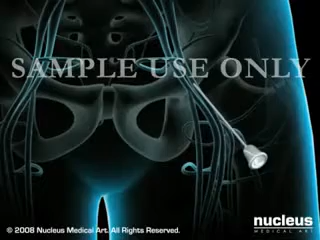 SAMPLE USE ONLY
nucleus
MEDICAL ART
© 2008 Nucleus Medical Art. All Rights Reserved.